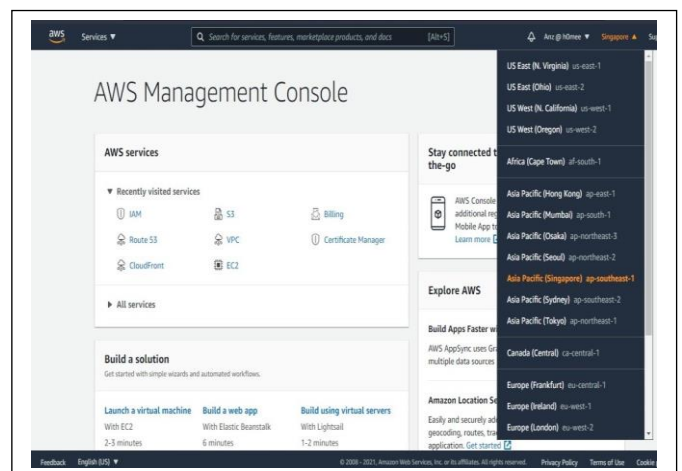 aws
Services ▼
Search for services, features, marketplace products, and docs
[Alt+S]
Anz @ h0mee ▼
Singapore ▲
AWS Management Console
AWS services
▼ Recently visited services
IAM
S3
Billing
Route 53
VPC
Certificate Manager
CloudFront
EC2
▶ All services
Build a solution
Get started with simple wizards and automated workflows.
Launch a virtual machine
With EC2
2-3 minutes
Build a web app
With Elastic Beanstalk
6 minutes
Build using virtual servers
With Lightsail
1-2 minutes
Stay connected t
the-go
AWS Console
additional reg
Mobile App to
Learn more
Explore AWS
Build Apps Faster wi
AWS AppSync uses Gra
multiple data sources
Amazon Location Se
Easily and securely ad
geocoding, routes, tra
application. Get started
US East (N. Virginia) us-east-1
US East (Ohio) us-east-2
US West (N. California) us-west-1
US West (Oregon) us-west-2
Africa (Cape Town) af-south-1
Asia Pacific (Hong Kong) ap-east-1
Asia Pacific (Mumbai) ap-south-1
Asia Pacific (Osaka) ap-northeast-3
Asia Pacific (Seoul) ap-northeast-2
Asia Pacific (Singapore) ap-southeast-1
Asia Pacific (Sydney) ap-southeast-2
Asia Pacific (Tokyo) ap-northeast-1
Canada (Central) ca-central-1
Europe (Frankfurt) eu-central-1
Europe (Ireland) eu-west-1
Europe (London) eu-west-2
Feedback
English (US) ▼
© 2008 - 2021, Amazon Web Services, Inc. or its affiliates. All rights reserved.
Privacy Policy
Terms of Use
Cookie